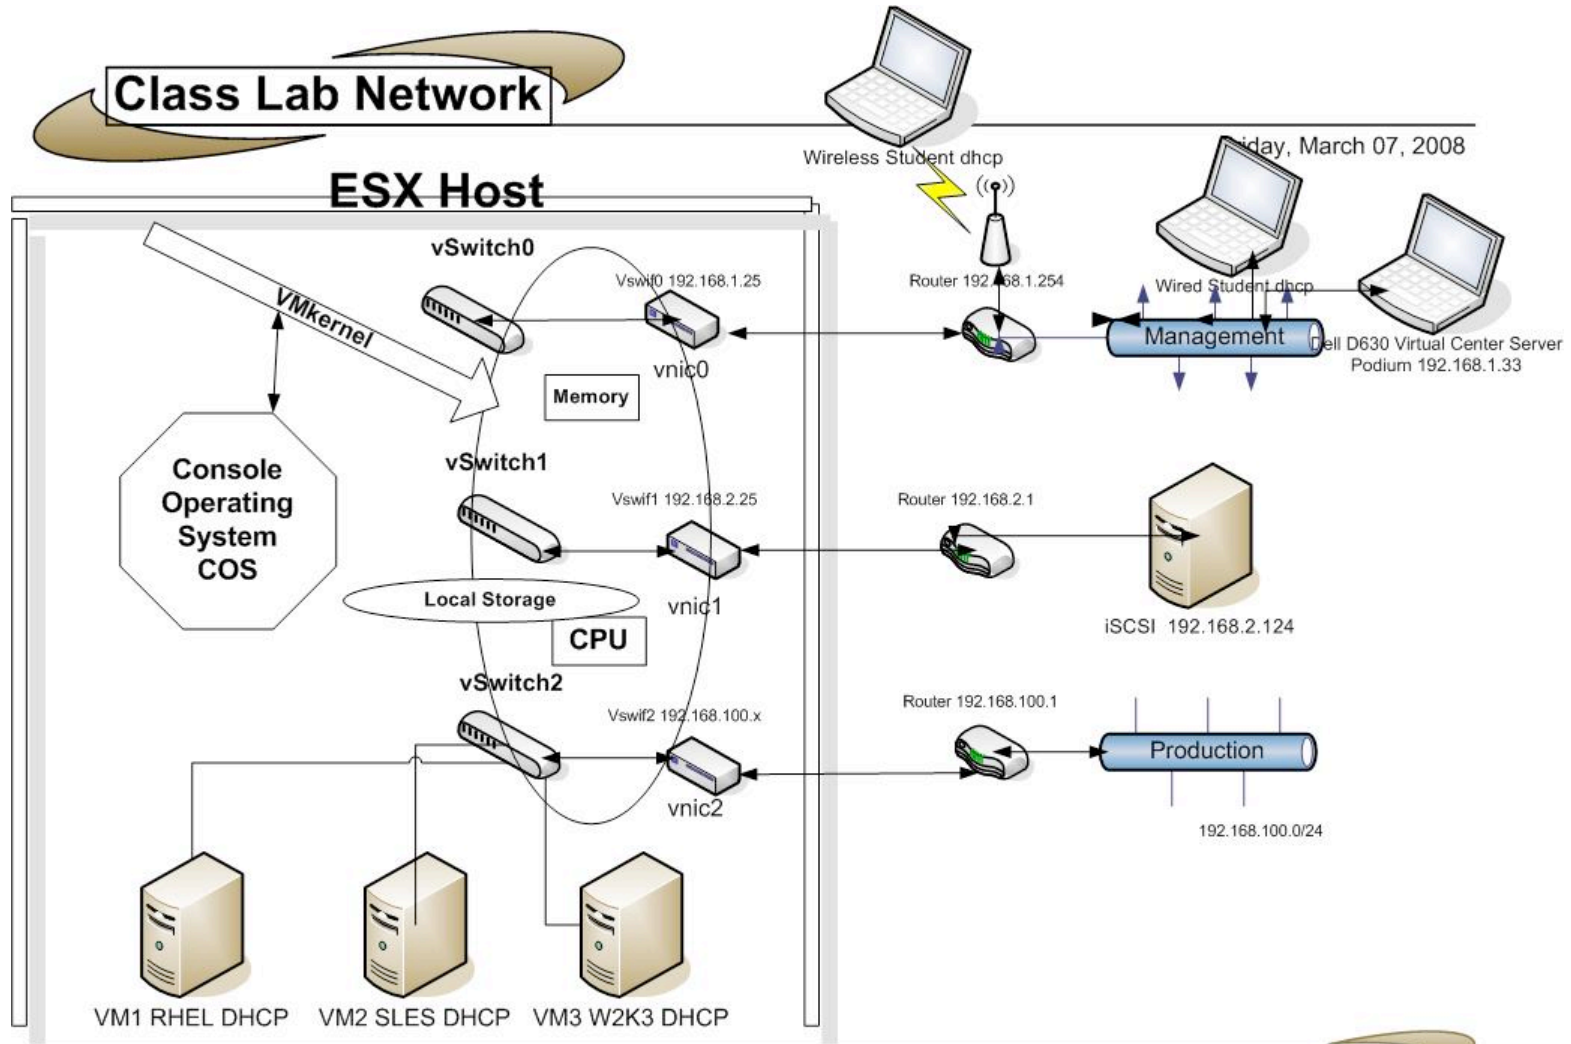 Class Lab Network
Wireless Student dhcp
iday, March 07, 2008
ESX Host
vSwitch0
Vswif0 192.168.1.25
Router 192.168.1.254
Wired Student dhcp
VMkernel
Management
ell D630 Virtual Center Server
Podium 192.168.1.33
vnic0
Memory
Console
Operating
System
COS
vSwitch1
Vswif1 192.168.2.25
Router 192.168.2.1
Local Storage
vnic1
iSCSI 192.168.2.124
CPU
vSwitch2
Vswif2 192.168.100.x
Router 192.168.100.1
Production
vnic2
192.168.100.0/24
VM1 RHEL DHCP
VM2 SLES DHCP
VM3 W2K3 DHCP